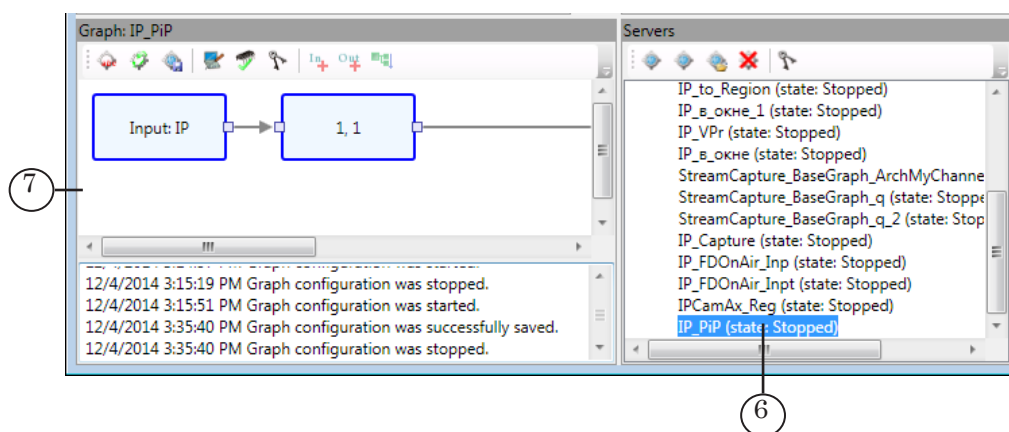 Graph: IP_PiP
In Out
Input: IP
1, 1
7
12/4/2014 3:15:19 PM Graph configuration was stopped.
12/4/2014 3:15:51 PM Graph configuration was started.
12/4/2014 3:35:40 PM Graph configuration was successfully saved.
12/4/2014 3:35:40 PM Graph configuration was stopped.
Servers
IP_to_Region (state: Stopped)
IP_в_окне_1 (state: Stopped)
IP_VPr (state: Stopped)
IP_в_окне (state: Stopped)
StreamCapture_BaseGraph_ArchMyChanne
StreamCapture_BaseGraph_q (state: Stoppe
StreamCapture_BaseGraph_q_2 (state: Stop
IP_Capture (state: Stopped)
IP_FDOnAir_Inp (state: Stopped)
IP_FDOnAir_Inpt (state: Stopped)
IPCamAx_Reg (state: Stopped)
IP_PiP (state: Stopped)
6